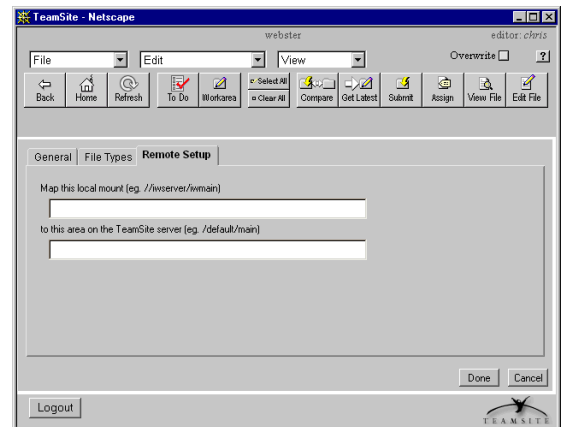 TeamSite - Netscape
webster
editor: chris
File Edit View Overwrite ?
Back Home Refresh To Do Workarea Select All Clear All Compare Get Latest Submit Assign View File Edit File
General File Types Remote Setup
Map this local mount (eg. //iwserver/iwmain)
to this area on the TeamSite server (eg. /default/main)
Done Cancel
Logout
TEAMSITE